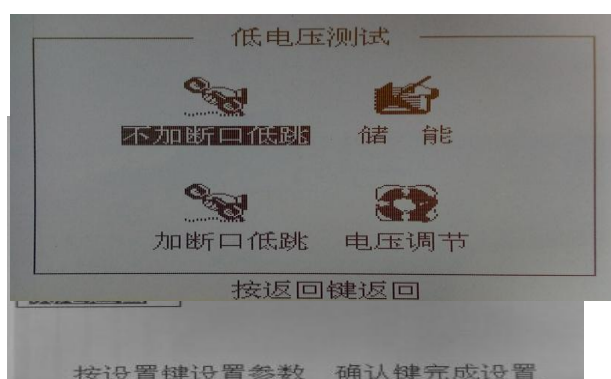 低电压测试
不加断口低跳 储 能
加断口低跳 电压调节
按返回键返回
按设置键设置参数 确认键完成设置